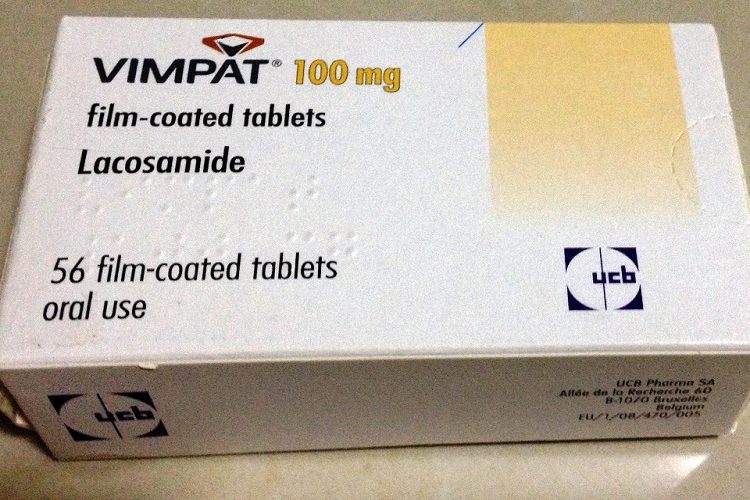 VIMPAT® 100 mg
film-coated tablets
Lacosamide
56 film-coated tablets
oral use
ucb
ucb
UCB Pharma SA
Allée de la Recherche 60
B-1070 Bruxelles
Belgium
EU/1/08/470/005